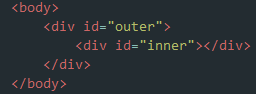 <body>
    <div id="outer">
        <div id="inner"></div>
    </div>
</body>